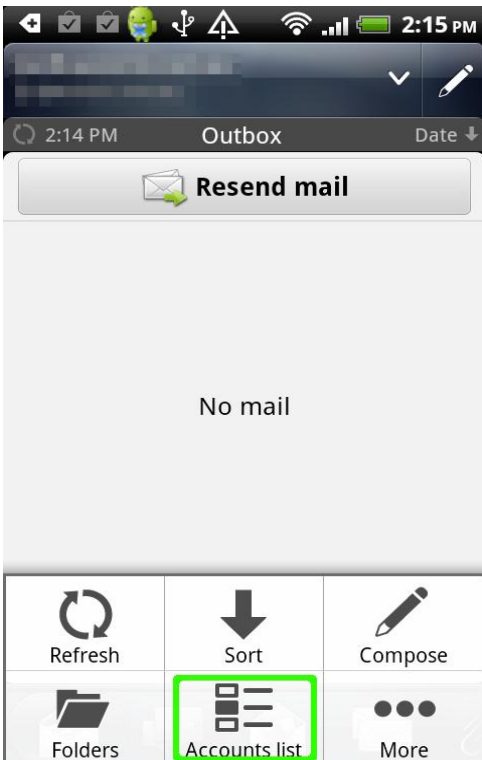 2:15 PM
2:14 PM Outbox Date
Resend mail
No mail
Refresh Sort Compose
Folders Accounts list More